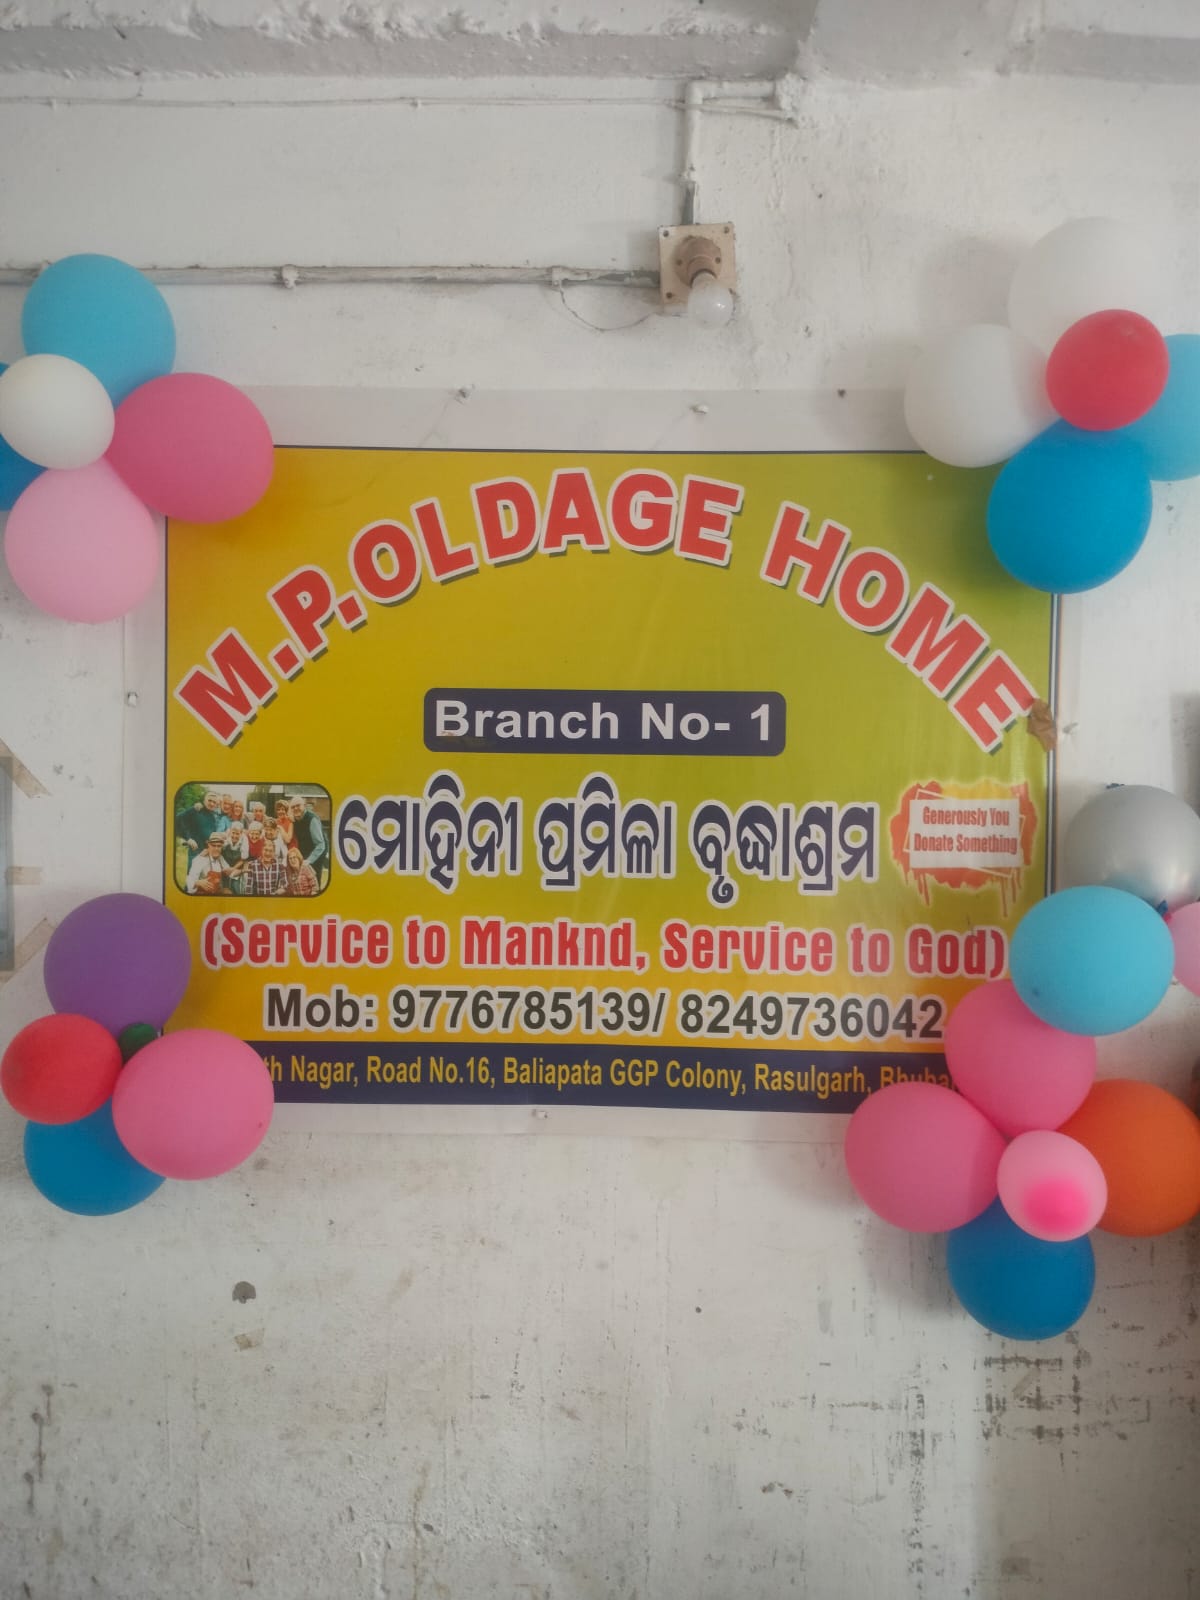 M.P.OLDAGE HOME
Branch No- 1
ମୋହିନୀ ପ୍ରମିଳା ବୃଦ୍ଧାଶ୍ରମ
Generously You
Donate Something
(Service to Manknd, Service to God)
Mob: 9776785139/ 8249736042
Nagar, Road No.16, Baliapata GGP Colony, Rasulgarh,